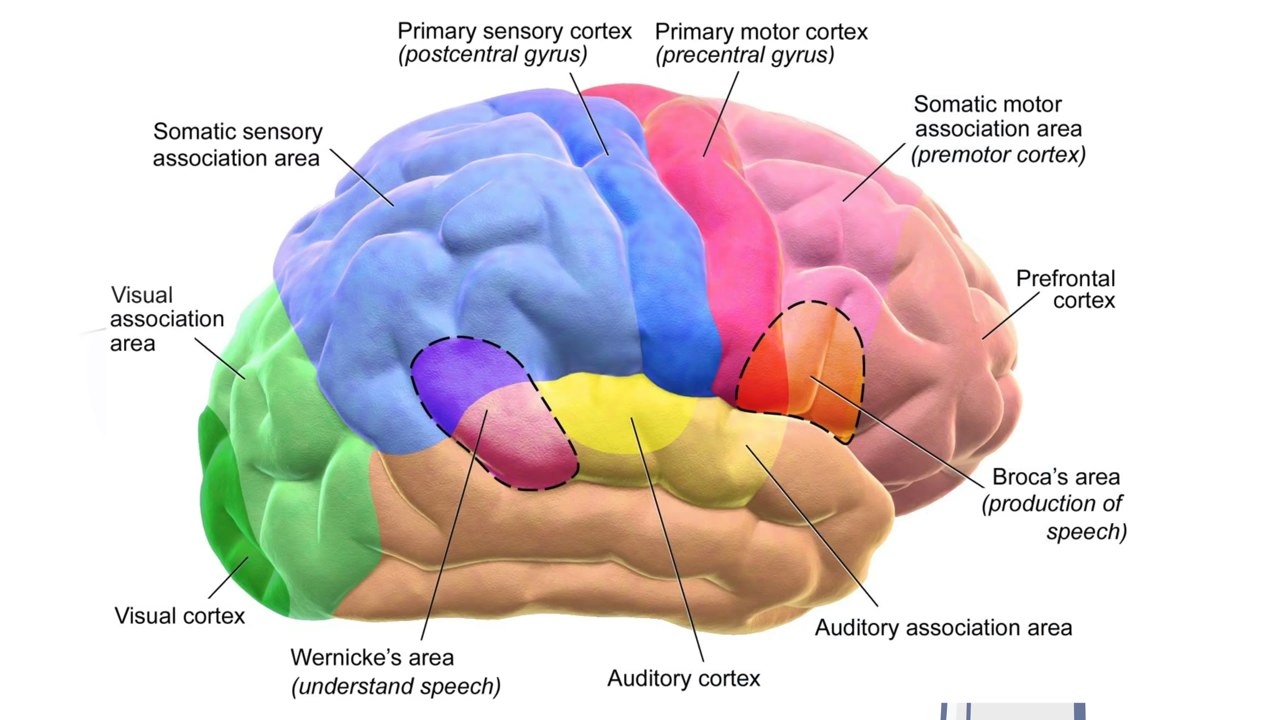 Primary sensory cortex
(postcentral gyrus)
Primary motor cortex
(precentral gyrus)
Somatic motor
association area
(premotor cortex)
Somatic sensory
association area
Prefrontal
cortex
Visual
association
area
Broca’s area
(production of
speech)
Visual cortex
Auditory association area
Wernicke’s area
(understand speech)
Auditory cortex